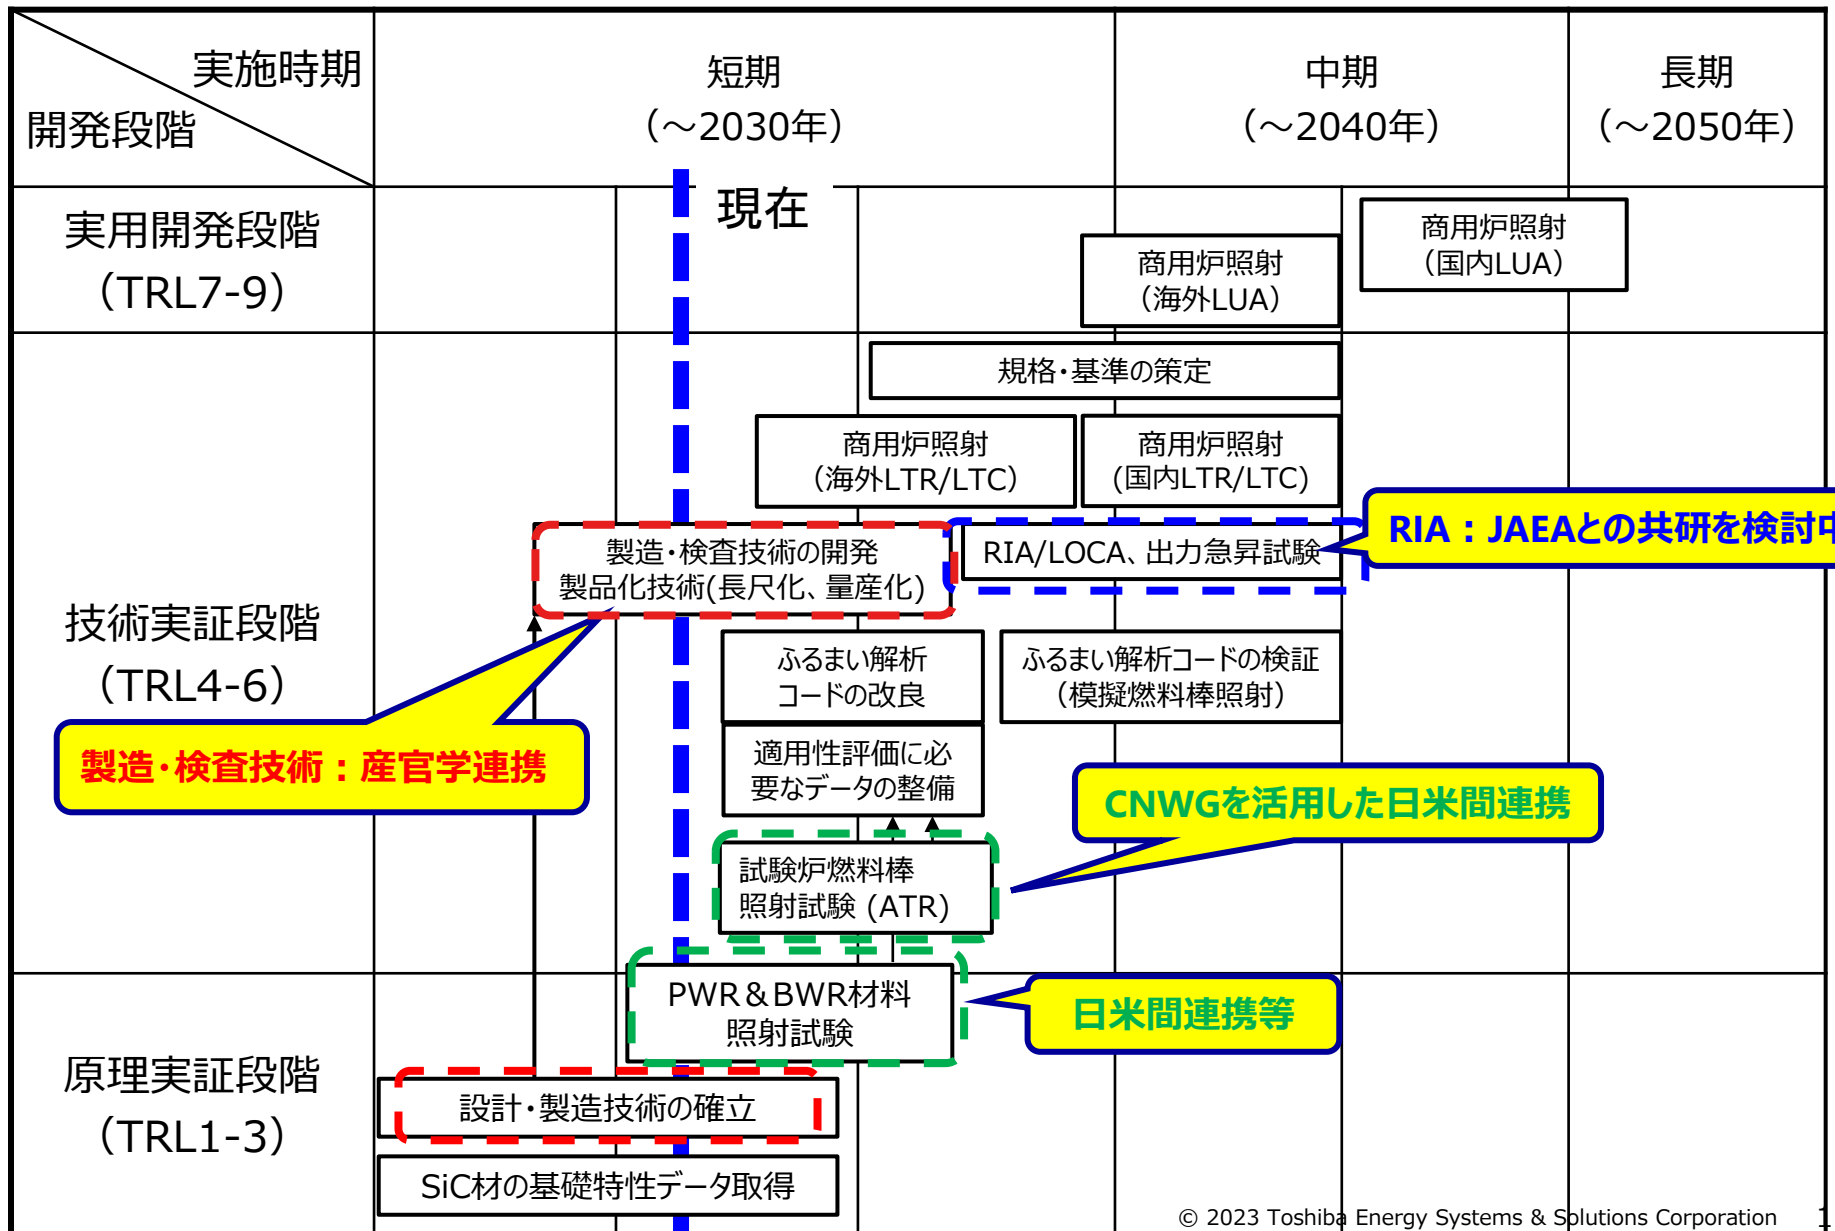 実施時期
開発段階
短期
（～2030年）
中期
（～2040年）
長期
（～2050年）
現在
実用開発段階
（TRL7-9）
商用炉照射
（国内LUA）
商用炉照射
（海外LUA）
規格・基準の策定
商用炉照射
（海外LTR/LTC）
商用炉照射
(国内LTR/LTC)
技術実証段階
（TRL4-6）
製造・検査技術の開発
製品化技術(長尺化、量産化)
RIA/LOCA、出力急昇試験
RIA：JAEAとの共研を検討中
ふるまい解析
コードの改良
ふるまい解析コードの検証
（模擬燃料棒照射）
製造・検査技術：産官学連携
適用性評価に必
要なデータの整備
CNWGを活用した日米間連携
試験炉燃料棒
照射試験 (ATR)
原理実証段階
（TRL1-3）
PWR＆BWR材料
照射試験
日米間連携等
設計・製造技術の確立
SiC材の基礎特性データ取得
© 2023 Toshiba Energy Systems & Solutions Corporation